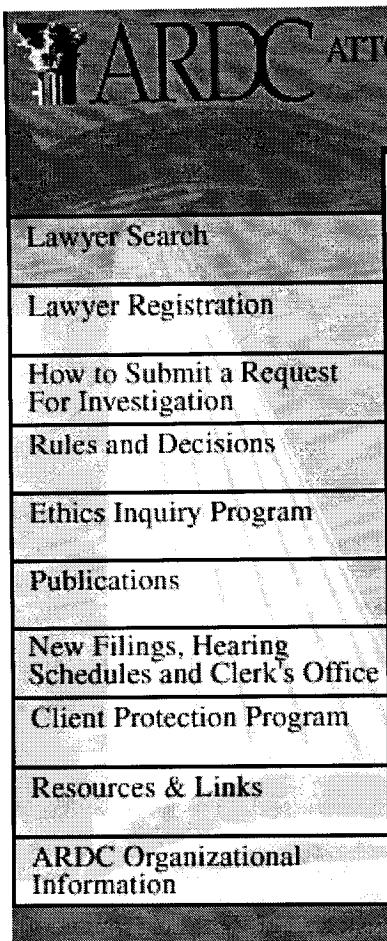 ARDC ATT
Lawyer Search
Lawyer Registration
How to Submit a Request
For Investigation
Rules and Decisions
Ethics Inquiry Program
Publications
New Filings, Hearing
Schedules and Clerk's Office
Client Protection Program
Resources & Links
ARDC Organizational
Information